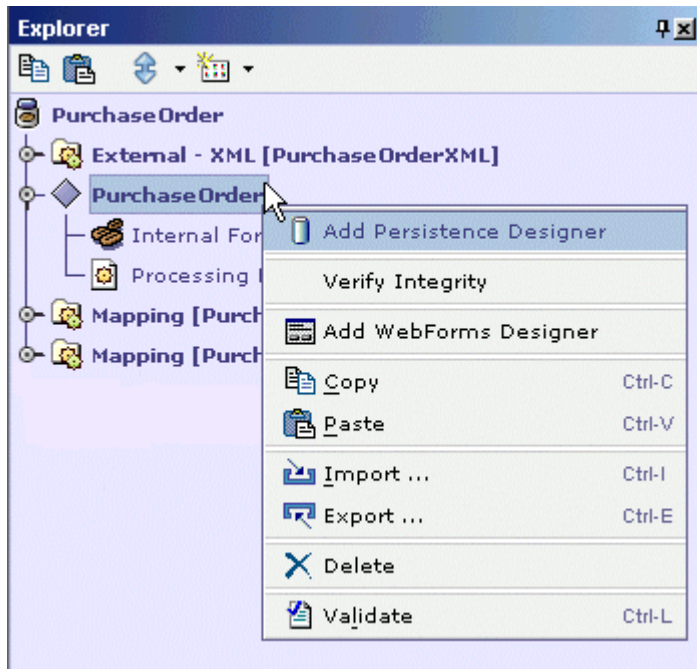 Explorer
PurchaseOrder
External - XML [PurchaseOrderXML]
PurchaseOrder
Internal For
Processing
Mapping [Purch
Mapping [Purch
Add Persistence Designer
Verify Integrity
Add WebForms Designer
Copy Ctrl-C
Paste Ctrl-V
Import ... Ctrl-I
Export ... Ctrl-E
Delete
Validate Ctrl-L